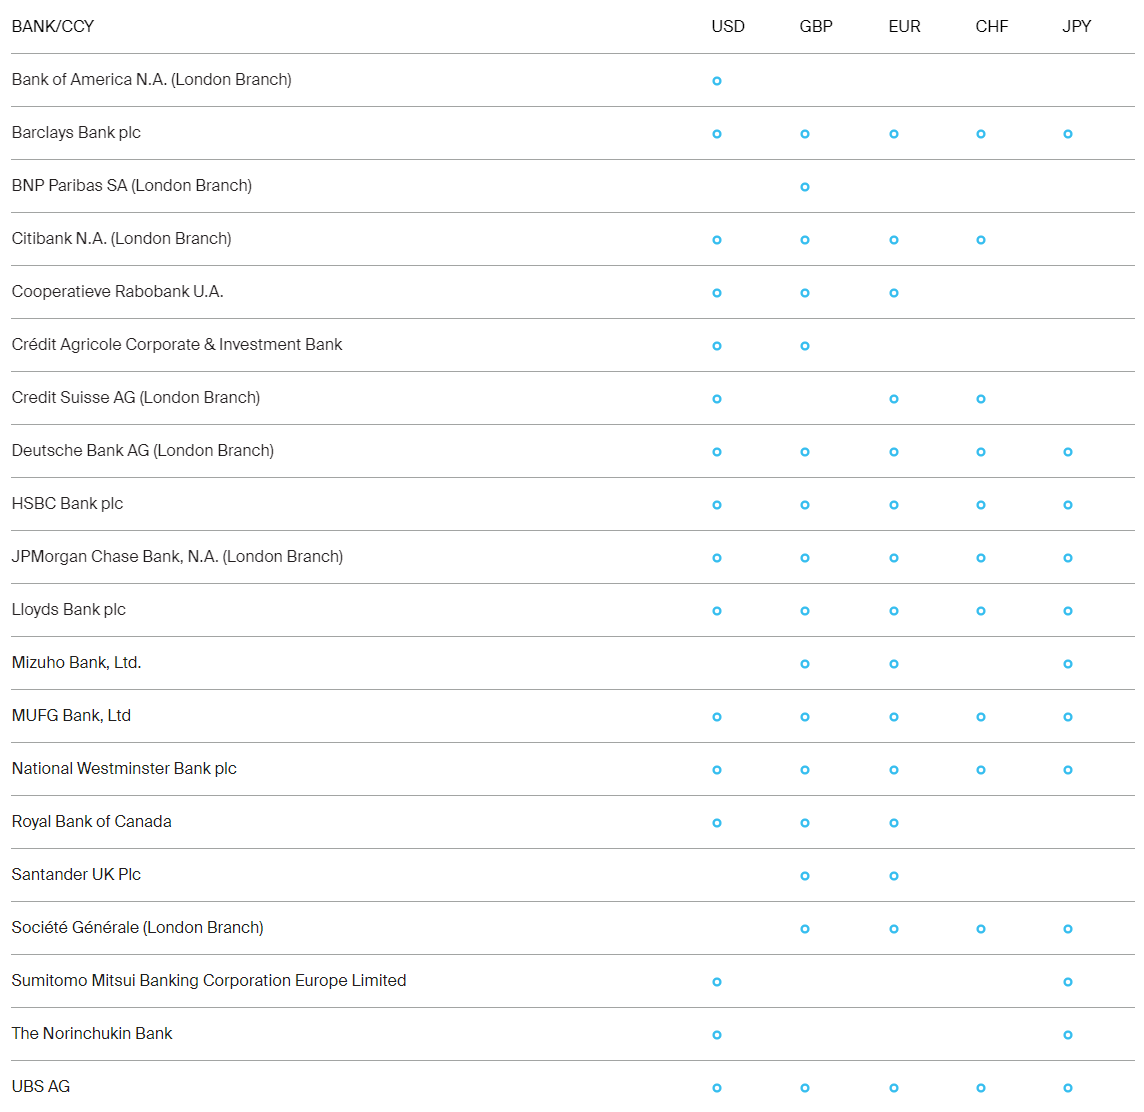 BANK/CCY USD GBP EUR CHF JPY
Bank of America N.A. (London Branch)
Barclays Bank plc
BNP Paribas SA (London Branch)
Citibank N.A. (London Branch)
Cooperatieve Rabobank U.A.
Crédit Agricole Corporate & Investment Bank
Credit Suisse AG (London Branch)
Deutsche Bank AG (London Branch)
HSBC Bank plc
JPMorgan Chase Bank, N.A. (London Branch)
Lloyds Bank plc
Mizuho Bank, Ltd.
MUFG Bank, Ltd
National Westminster Bank plc
Royal Bank of Canada
Santander UK Plc
Société Générale (London Branch)
Sumitomo Mitsui Banking Corporation Europe Limited
The Norinchukin Bank
UBS AG